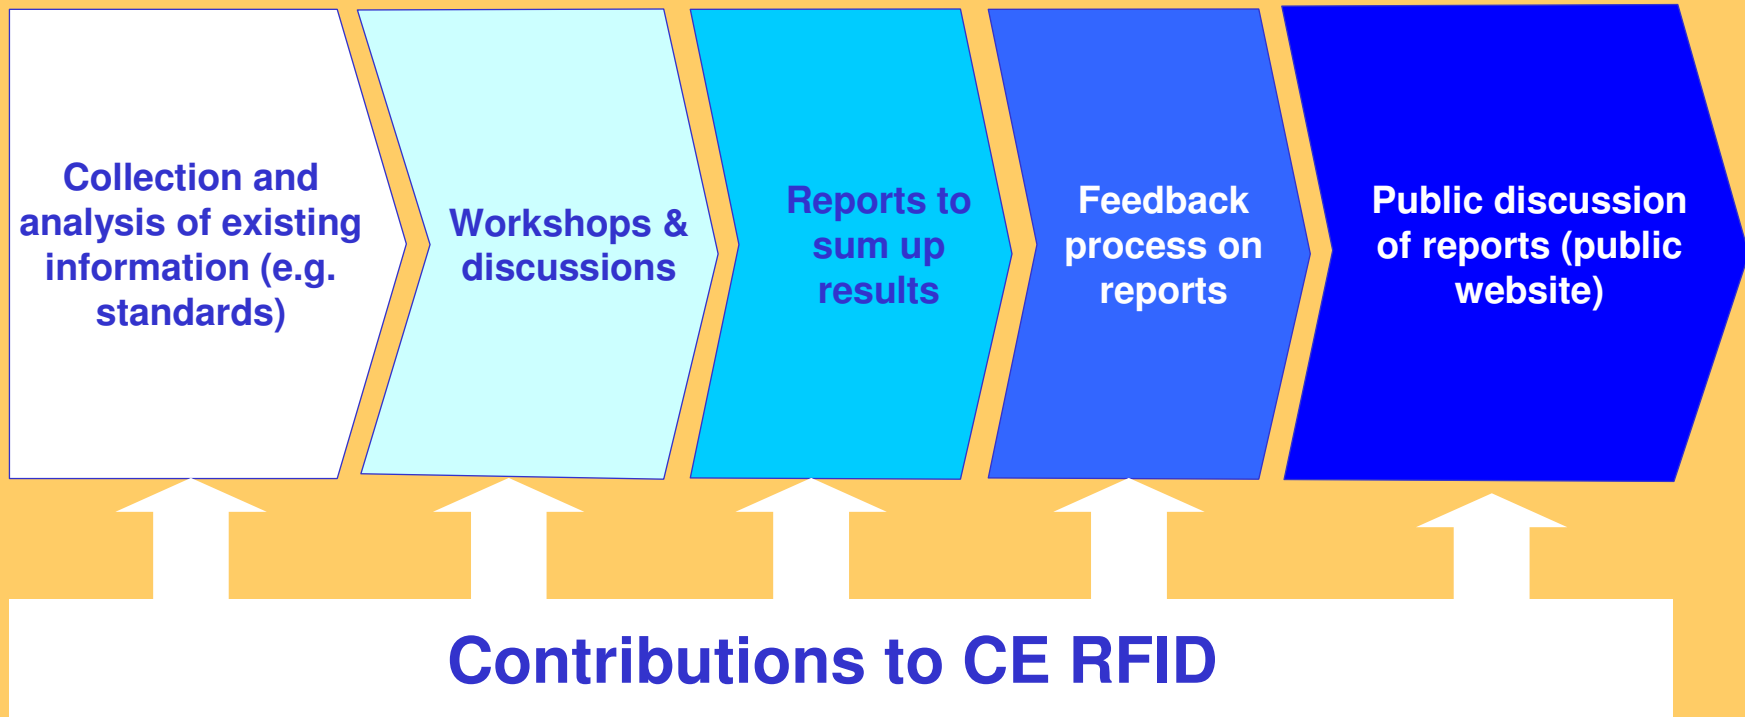 Collection and
analysis of existing
information (e.g.
standards)
Workshops &
discussions
Reports to
sum up
results
Feedback
process on
reports
Public discussion
of reports (public
website)
Contributions to CE RFID